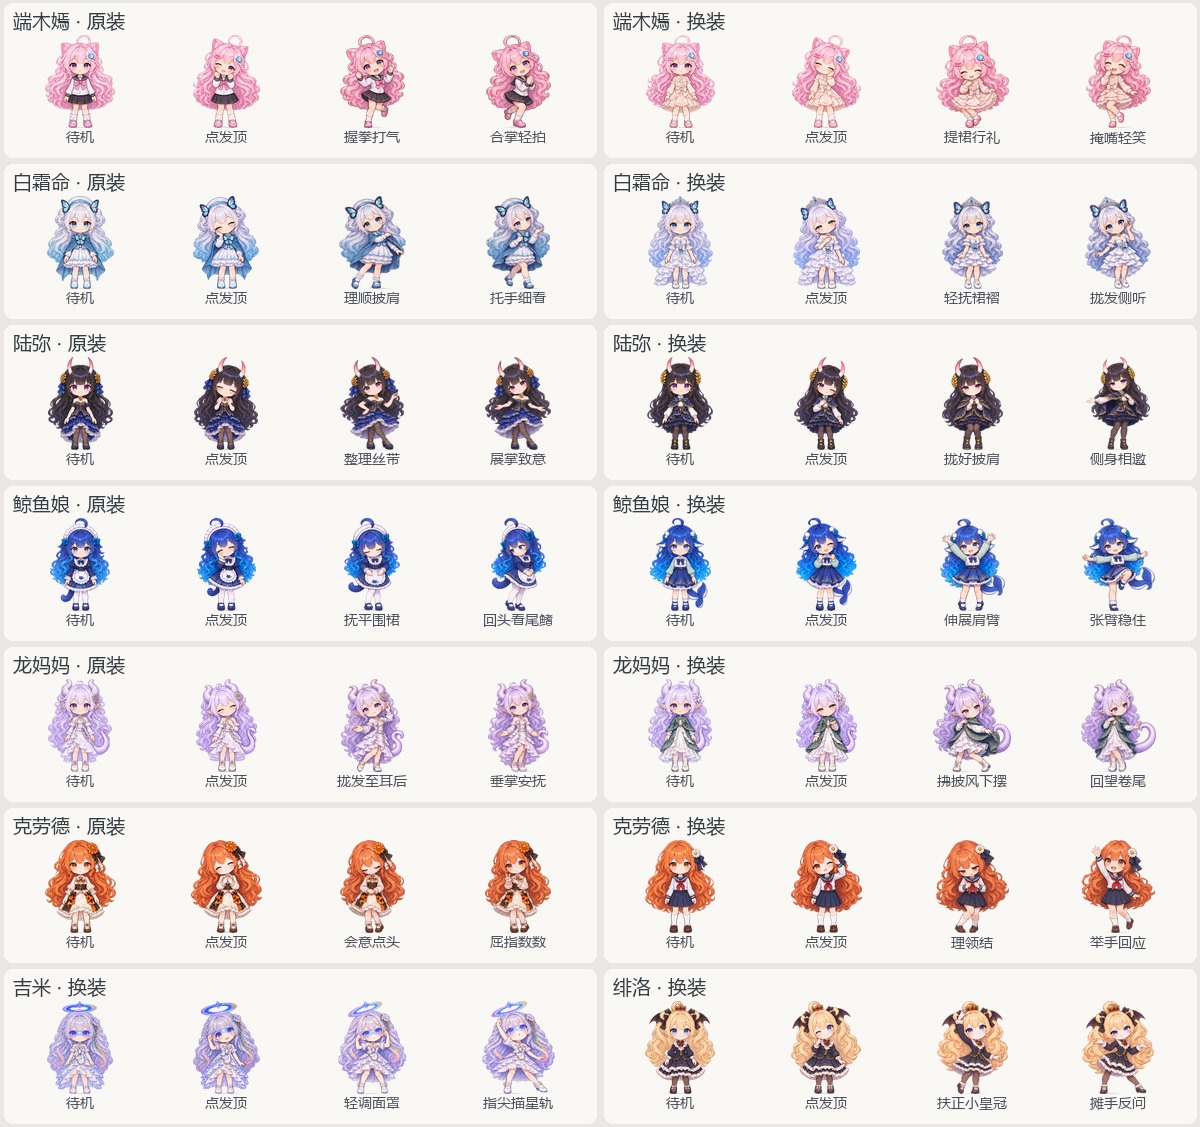 端木嫣 · 原装
待机 点发顶 握拳打气 合掌轻拍
端木嫣 · 换装
待机 点发顶 提裙行礼 掩嘴轻笑
白霜命 · 原装
待机 点发顶 理顺披肩 托手细看
白霜命 · 换装
待机 点发顶 轻抚裙褶 拢发侧听
陆弥 · 原装
待机 点发顶 整理丝带 展掌致意
陆弥 · 换装
待机 点发顶 拢好披肩 侧身相邀
鲸鱼娘 · 原装
待机 点发顶 抚平围裙 回头看尾鳍
鲸鱼娘 · 换装
待机 点发顶 伸展肩臂 张臂稳住
龙妈妈 · 原装
待机 点发顶 拢发至耳后 垂掌安抚
龙妈妈 · 换装
待机 点发顶 拂披风下摆 回望卷尾
克劳德 · 原装
待机 点发顶 会意点头 屈指数数
克劳德 · 换装
待机 点发顶 理领结 举手回应
吉米 · 换装
待机 点发顶 轻调面罩 指尖描星轨
绯洛 · 换装
待机 点发顶 扶正小皇冠 摊手反问